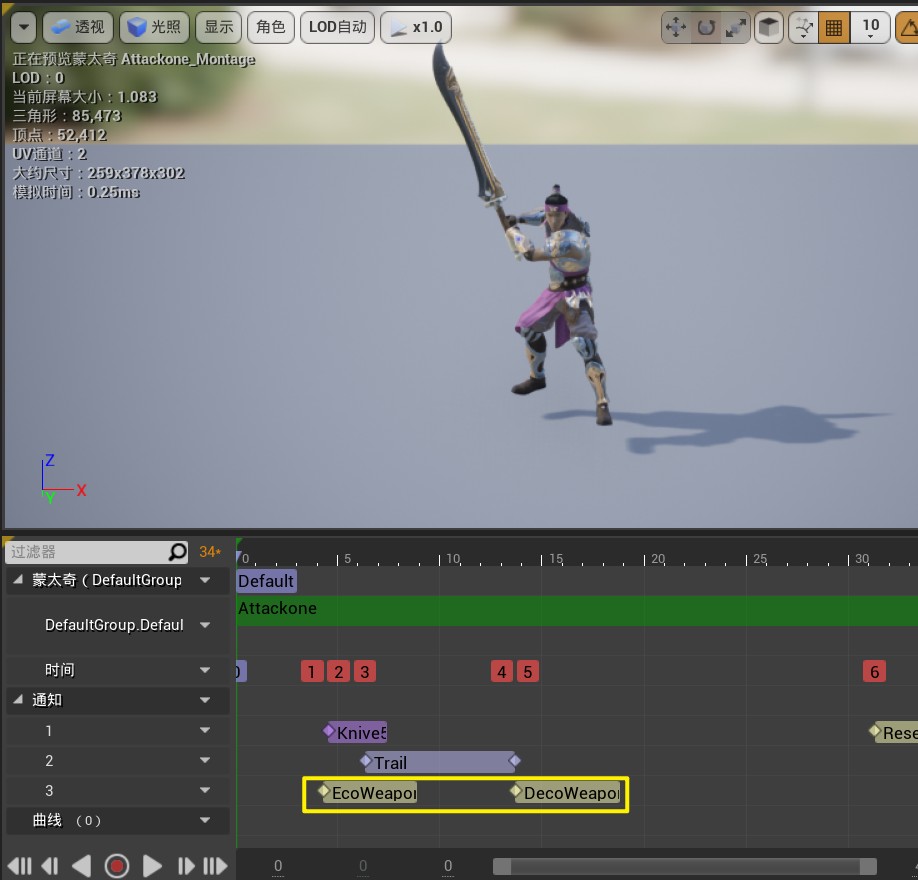 透视 光照 显示 角色 LOD自动 x1.0 10
正在预览蒙太奇 Attackone_Montage
LOD：0
当前屏幕大小：1.083
三角形：85,473
顶点：52,412
UV通道：2
大约尺寸：259x378x302
模拟时间：0.25ms
Z
X
Y
过滤器 34* 0 5 10 15 20 25 30
蒙太奇（DefaultGroup Default
Attackone
DefaultGroup.Defaul
时间 1 2 3 4 5 6
通知
1 Knive Rese
2 Trail
3 EcoWeapo DecoWeapo
曲线 （0）
0 0 0